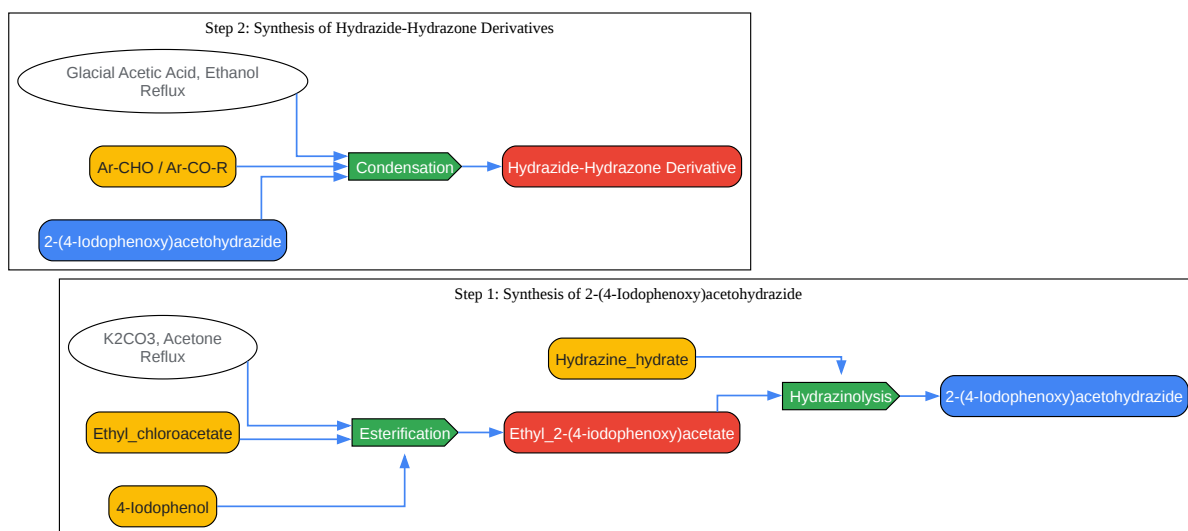 Step 2: Synthesis of Hydrazide-Hydrazone Derivatives
Glacial Acetic Acid, Ethanol
Reflux
Ar-CHO / Ar-CO-R
Condensation
Hydrazide-Hydrazone Derivative
2-(4-Iodophenoxy)acetohydrazide
Step 1: Synthesis of 2-(4-Iodophenoxy)acetohydrazide
K2CO3, Acetone
Reflux
Hydrazine_hydrate
Hydrazinolysis
2-(4-Iodophenoxy)acetohydrazide
Ethyl_chloroacetate
Esterification
Ethyl_2-(4-iodophenoxy)acetate
4-Iodophenol